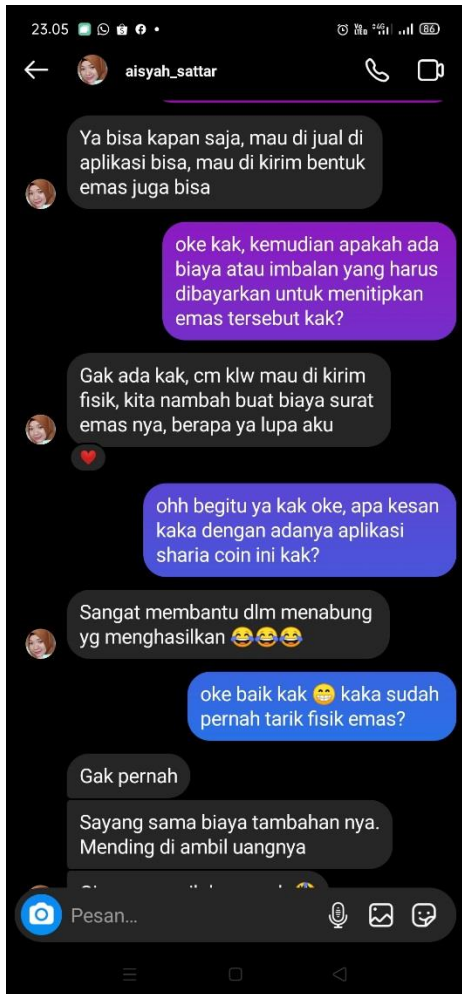 23.05
86
aisyah_sattar
Ya bisa kapan saja, mau di jual di
aplikasi bisa, mau di kirim bentuk
emas juga bisa
oke kak, kemudian apakah ada
biaya atau imbalan yang harus
dibayarkan untuk menitipkan
emas tersebut kak?
Gak ada kak, cm klw mau di kirim
fisik, kita nambah buat biaya surat
emas nya, berapa ya lupa aku
ohh begitu ya kak oke, apa kesan
kaka dengan adanya aplikasi
sharia coin ini kak?
Sangat membantu dlm menabung
yg menghasilkan 😂😂😂
oke baik kak 😁 kaka sudah
pernah tarik fisik emas?
Gak pernah
Sayang sama biaya tambahan nya.
Mending di ambil uangnya
Pesan...